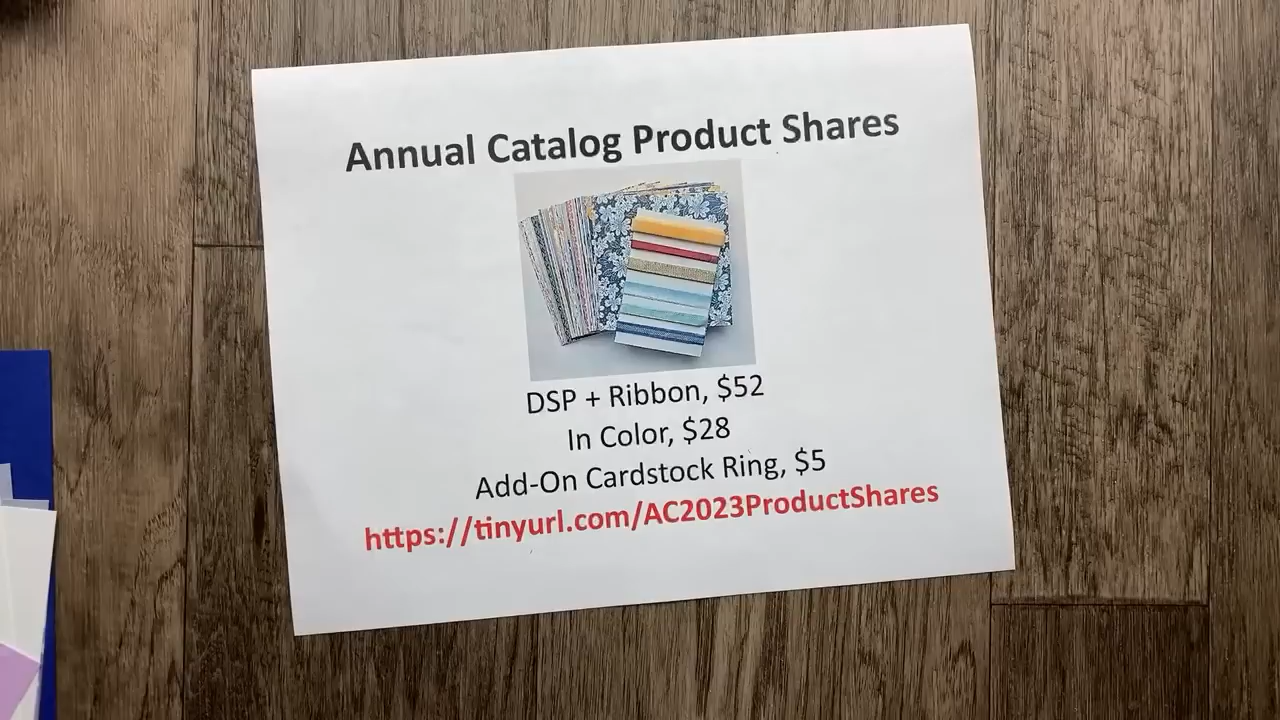 Annual Catalog Product Shares
DSP + Ribbon, $52
In Color, $28
Add-On Cardstock Ring, $5
https://tinyurl.com/AC2023ProductShares